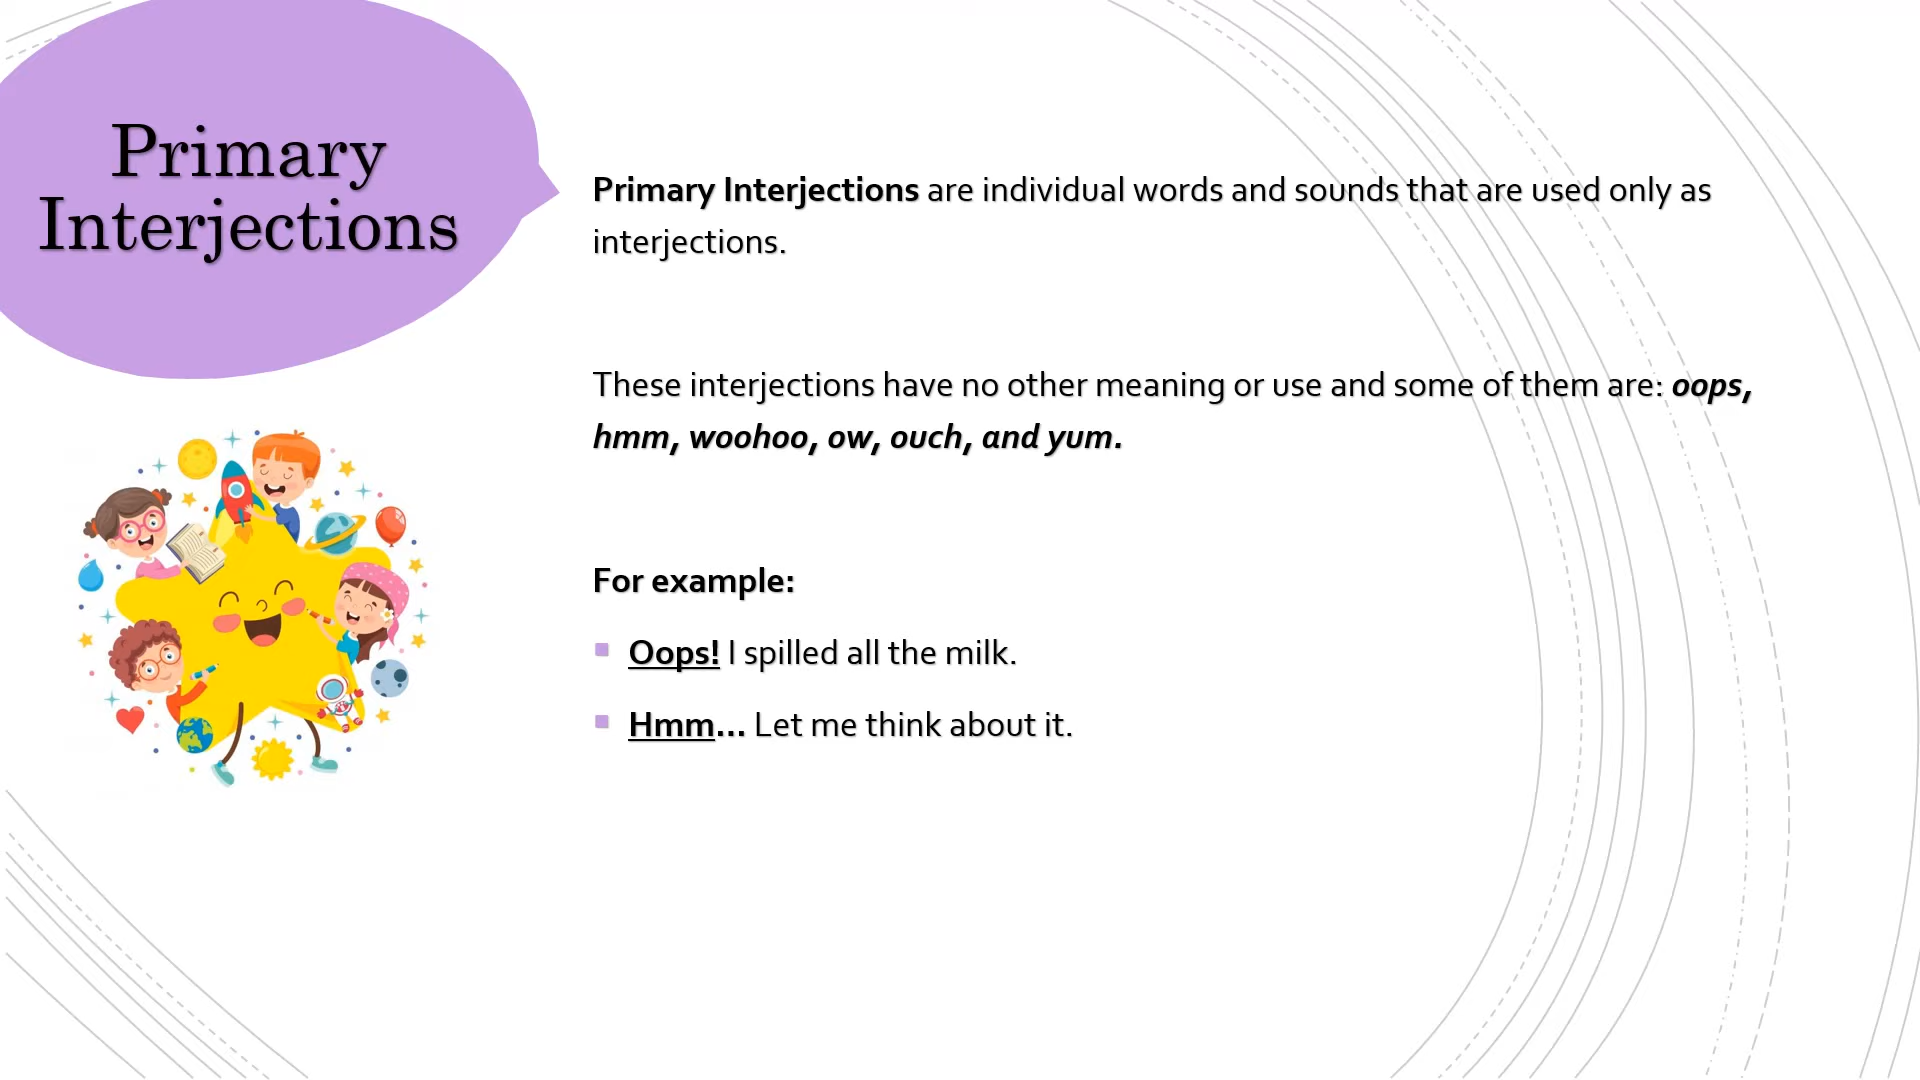 Primary
Interjections
Primary Interjections are individual words and sounds that are used only as
interjections.
These interjections have no other meaning or use and some of them are: oops,
hmm, woohoo, ow, ouch, and yum.
For example:
Oops! I spilled all the milk.
Hmm... Let me think about it.